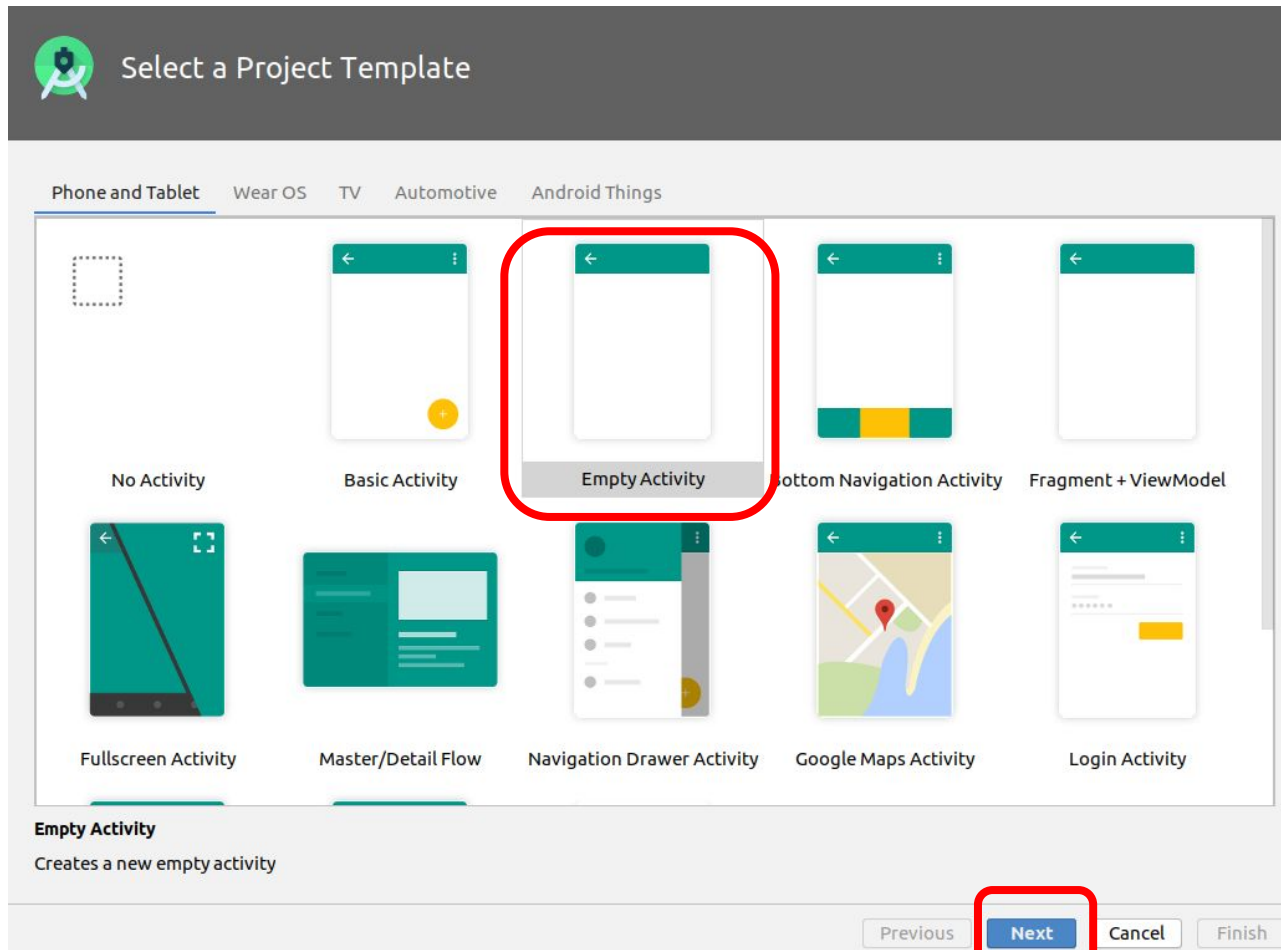 Select a Project Template
Phone and Tablet Wear OS TV Automotive Android Things
No Activity Basic Activity Empty Activity Bottom Navigation Activity Fragment + ViewModel
Fullscreen Activity Master/Detail Flow Navigation Drawer Activity Google Maps Activity Login Activity
Empty Activity
Creates a new empty activity
Previous Next Cancel Finish